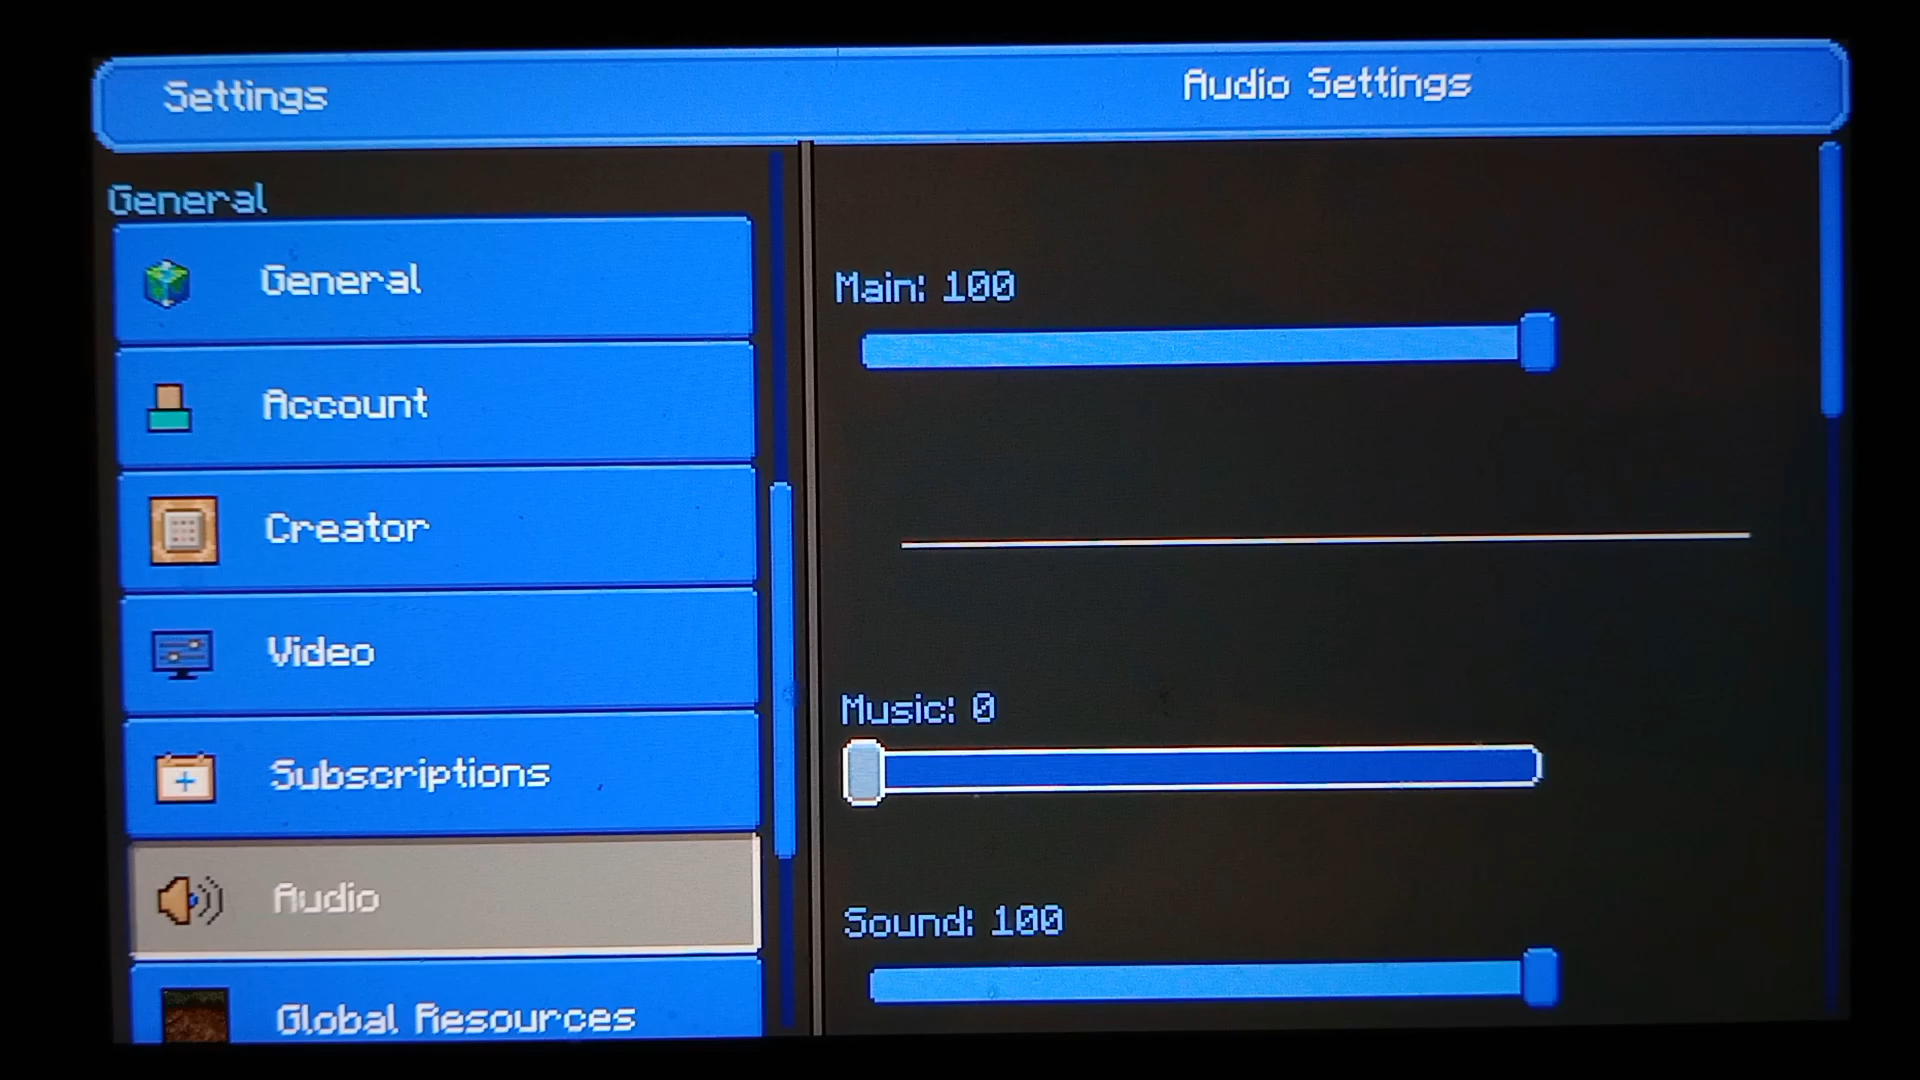 Settings
Audio Settings
General
General
Account
Creator
Video
Subscriptions
Audio
Global Resources
Main: 100
Music: 0
Sound: 100